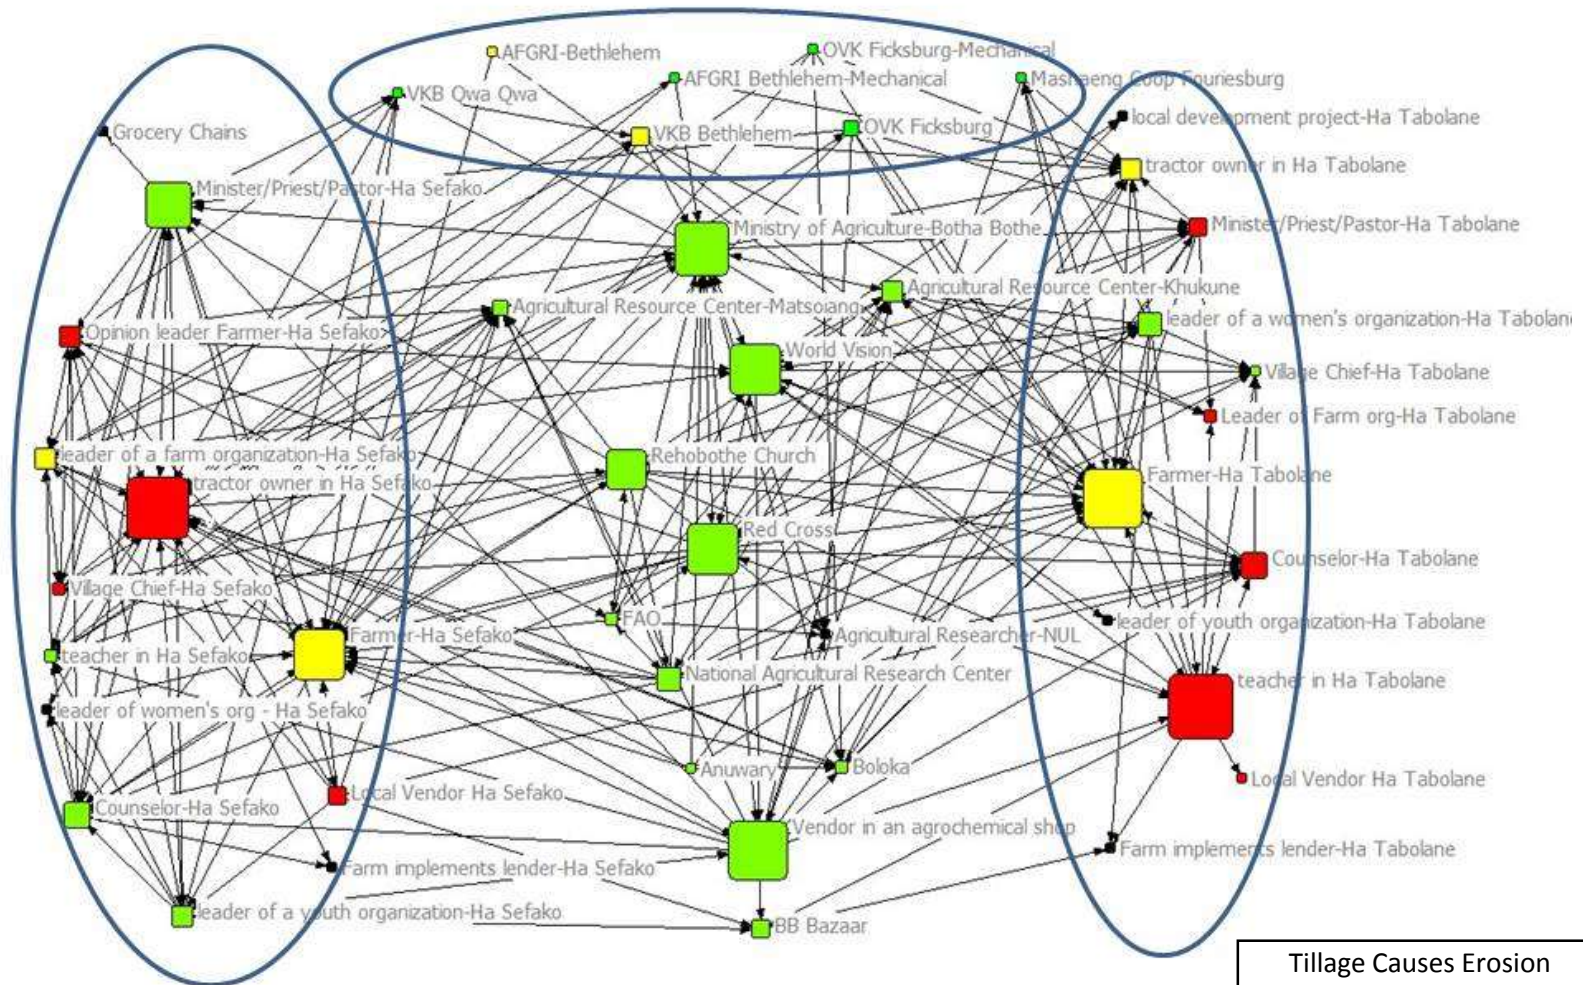 AFGRI-Bethlehem
OVK Ficksburg-Mechanical
AFGRI Bethlehem-Mechanical
Mashaeng Coop Fouriesburg
VKB Qwa Qwa
local development project-Ha Tabolane
Grocery Chains
VKB Bethlehem
OVK Ficksburg
tractor owner in Ha Tabolane
Minister/Priest/Pastor-Ha Sefako
Ministry of Agriculture-Botha Bothe
Minister/Priest/Pastor-Ha Tabolane
Agricultural Resource Center-Khukune
Agricultural Resource Center-Matsoiang
leader of a women's organization-Ha Tabolane
Opinion leader Farmer-Ha Sefako
World Vision
Village Chief-Ha Tabolane
Leader of Farm org-Ha Tabolane
leader of a farm organization-Ha Sefako
Rehobothe Church
Farmer-Ha Tabolane
tractor owner in Ha Sefako
Red Cross
Counselor-Ha Tabolane
Village Chief-Ha Sefako
FAO
leader of youth organization-Ha Tabolane
Farmer-Ha Sefako
Agricultural Researcher-NUL
teacher in Ha Sefako
National Agricultural Research Center
teacher in Ha Tabolane
leader of women's org - Ha Sefako
Anuwary
Boloka
Local Vendor Ha Tabolane
Local Vendor Ha Sefako
Counselor-Ha Sefako
Vendor in an agrochemical shop
Farm implements lender-Ha Tabolane
Farm implements lender-Ha Sefako
leader of a youth organization-Ha Sefako
BB Bazaar
Tillage Causes Erosion